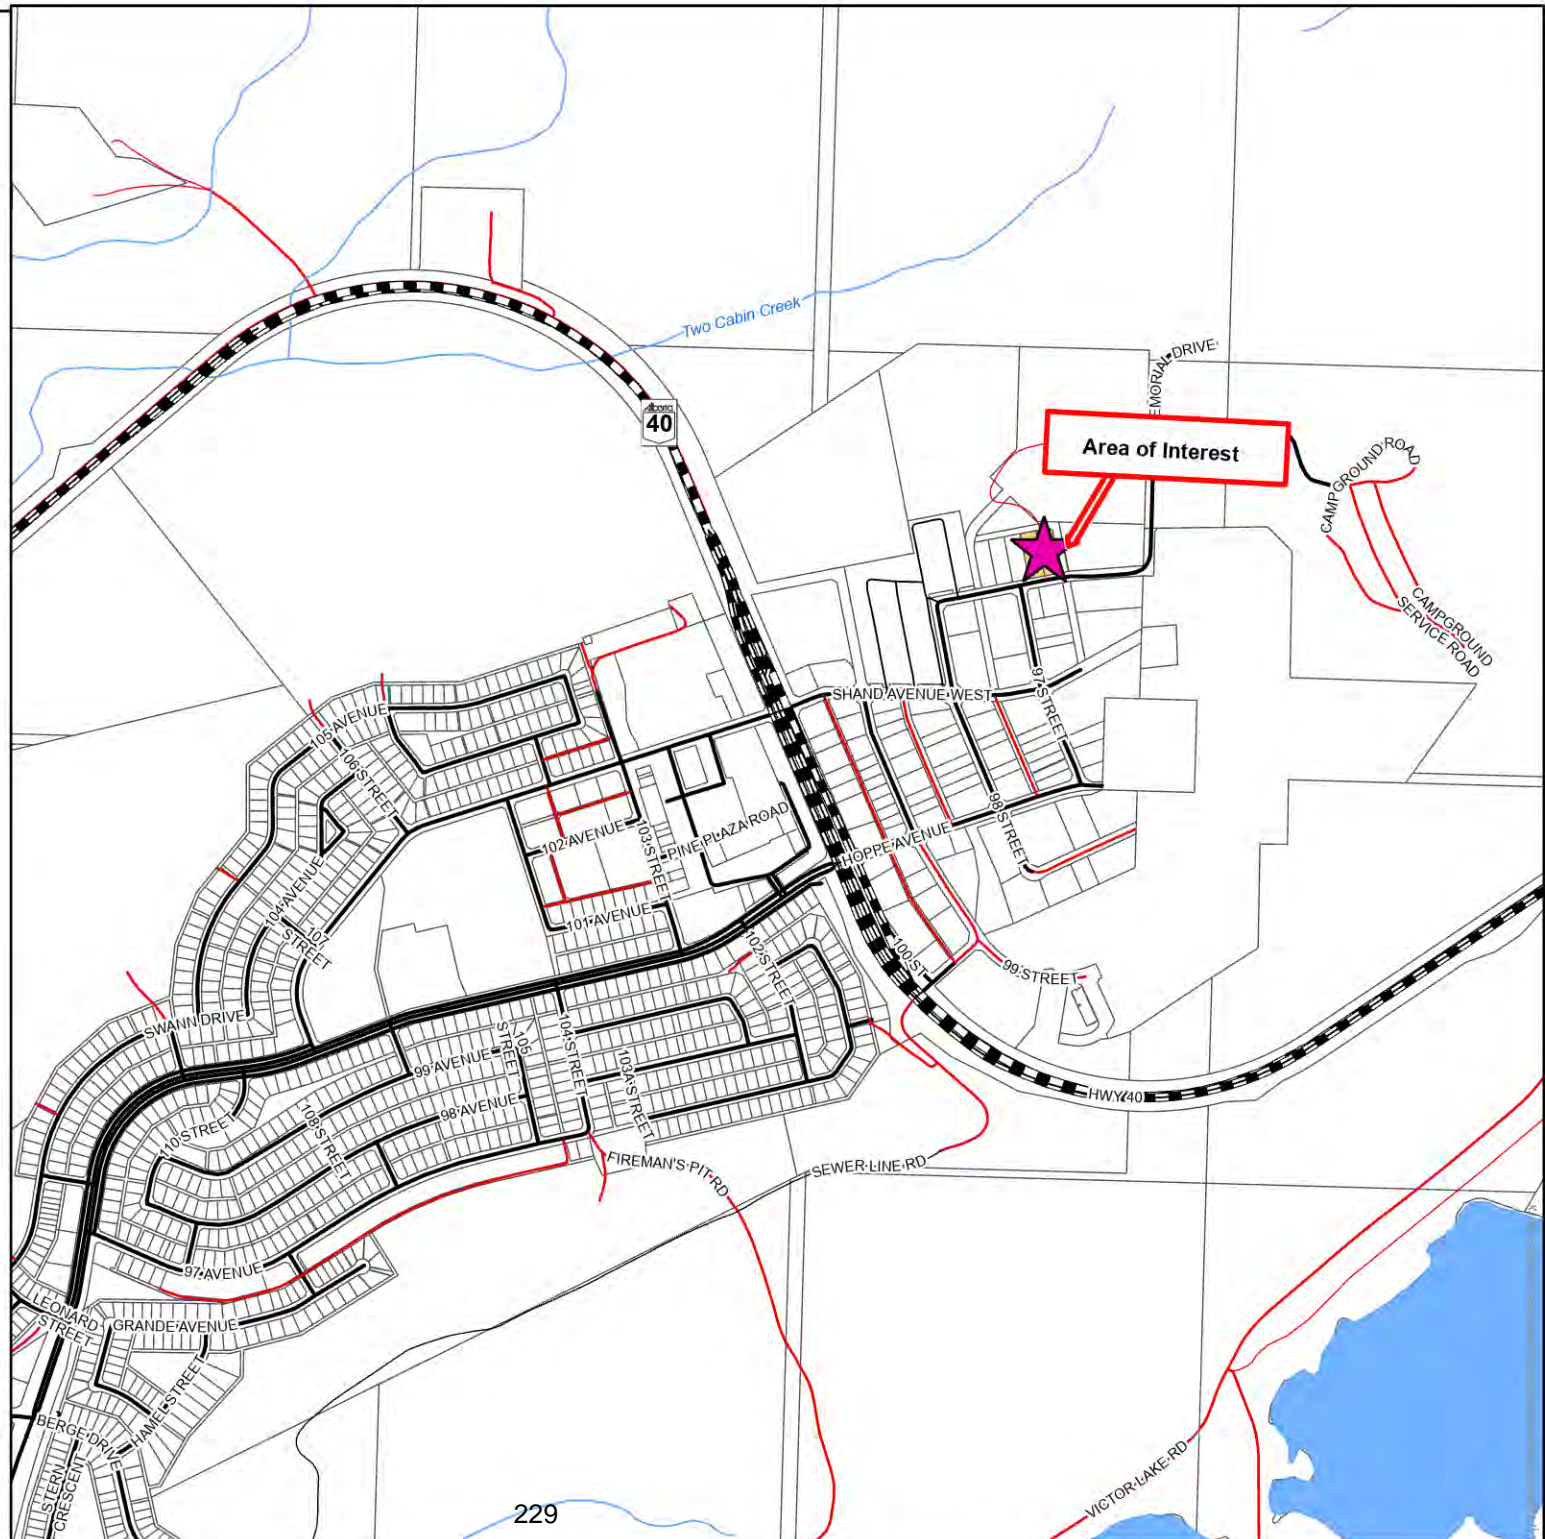 Two Cabin Creek
EMORIAL DRIVE
Alberta
40
Area of Interest
CAMPGROUND ROAD
CAMPGROUND
SERVICE ROAD
SHAND AVENUE WEST
97 STREET
105 AVENUE
106 STREET
98 STREET
102 AVENUE
103 STREET
PINE PLAZA ROAD
HOPPE AVENUE
104 AVENUE
107
STREET
101 AVENUE
102 STREET
100 ST
99 STREET
SWANN DRIVE
105
STREET
104 STREET
99 AVENUE
103A STREET
98 AVENUE
HWY 40
110 STREET
108 STREET
FIREMAN'S PIT RD
SEWER LINE RD
97 AVENUE
LEONARD
STREET
GRANDE AVENUE
HAMEL STREET
BERGE DRIVE
STERN
CRESCENT
VICTOR LAKE RD
229